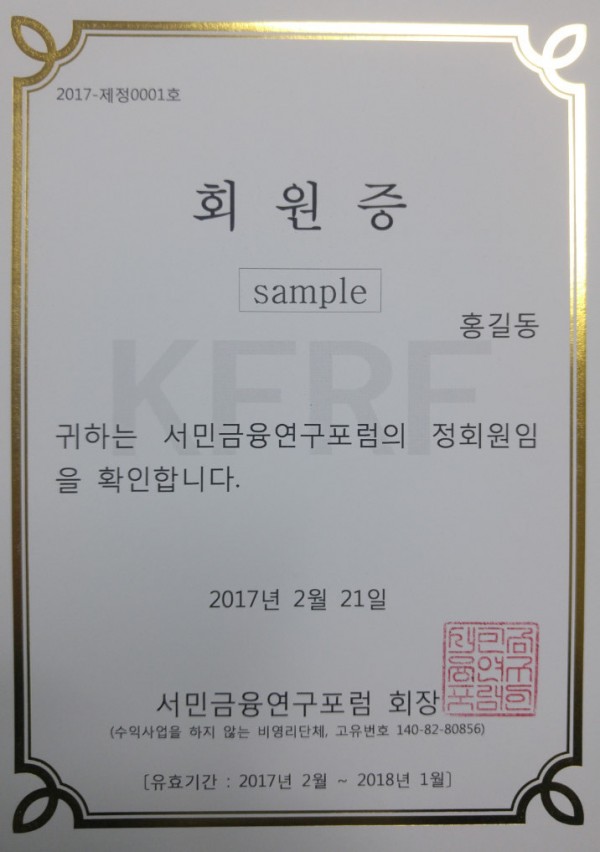 2017-제정0001호
회 원 증
sample
홍길동
KFRF
귀하는 서민금융연구포럼의 정회원임
을 확인합니다.
2017년 2월 21일
서민금융연구포럼 회장
(수익사업을 하지 않는 비영리단체, 고유번호 140-82-80856)
[유효기간 : 2017년 2월 ~ 2018년 1월]